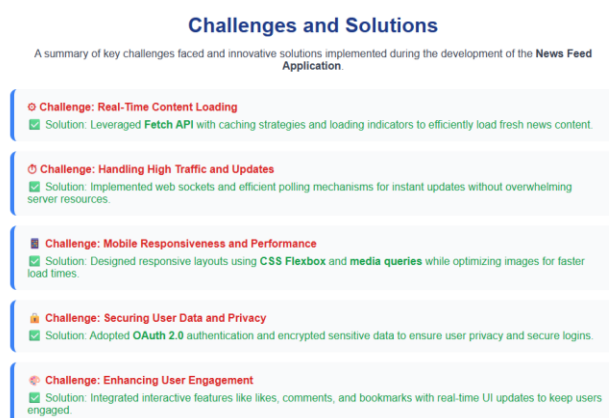 Challenges and Solutions
A summary of key challenges faced and innovative solutions implemented during the development of the News Feed
Application.
Challenge: Real-Time Content Loading
Solution: Leveraged Fetch API with caching strategies and loading indicators to efficiently load fresh news content.
Challenge: Handling High Traffic and Updates
Solution: Implemented web sockets and efficient polling mechanisms for instant updates without overwhelming
server resources.
Challenge: Mobile Responsiveness and Performance
Solution: Designed responsive layouts using CSS Flexbox and media queries while optimizing images for faster
load times.
Challenge: Securing User Data and Privacy
Solution: Adopted OAuth 2.0 authentication and encrypted sensitive data to ensure user privacy and secure logins.
Challenge: Enhancing User Engagement
Solution: Integrated interactive features like likes, comments, and bookmarks with real-time UI updates to keep users
engaged.